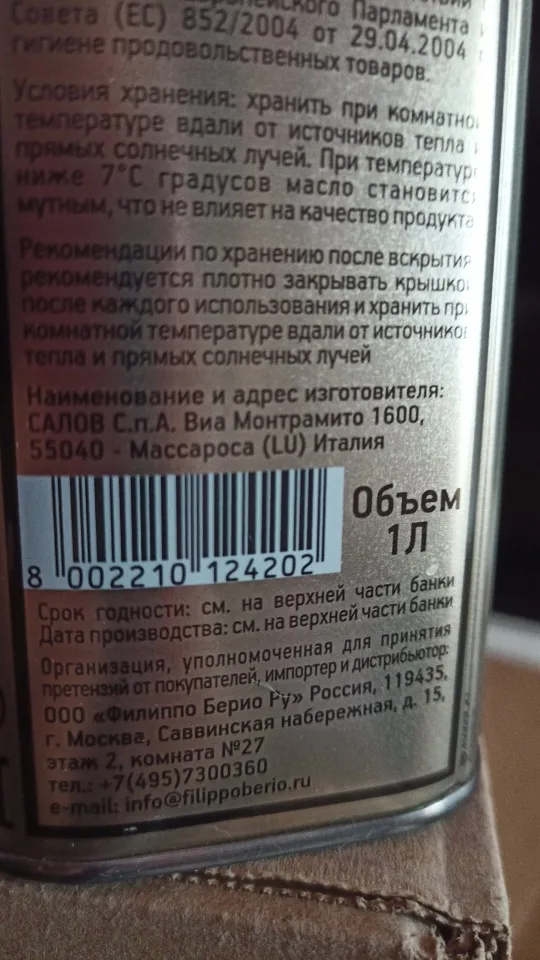 Парламента
Совета (ЕС) 852/2004 от 29.04.2004
гигиене продовольственных товаров.
Условия хранения: хранить при комнатно
температуре вдали от источников тепла
прямых солнечных лучей. При температур
ниже 7°C градусов масло становитс
мутным, что не влияет на качество продукта
Рекомендации по хранению после вскрытия
рекомендуется плотно закрывать крышко
после каждого использования и хранить при
комнатной температуре вдали от источнико
тепла и прямых солнечных лучей
Наименование и адрес изготовителя:
САЛОВ С.п.А. Виа Монтрамито 1600,
55040 - Массароса (LU) Италия
Объем
1Л
8 002210 124202
Срок годности: см. на верхней части банки
Дата производства: см. на верхней части банки
Организация, уполномоченная для принятия
претензий от покупателей, импортер и дистрибьютор:
ООО «Филиппо Берио Ру» Россия, 119435,
г. Москва, Саввинская набережная, д. 15,
этаж 2, комната №27
тел.: +7(495)7300360
e-mail: info@filippoberio.ru